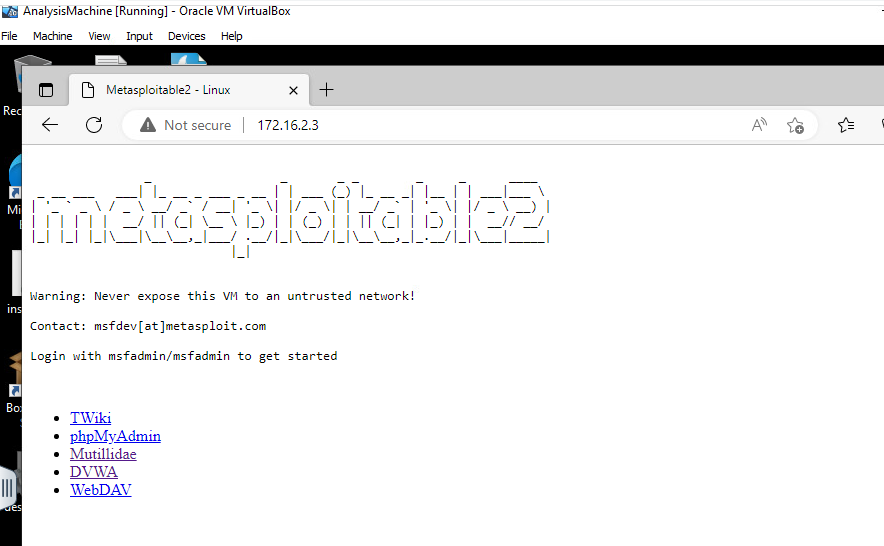 AnalysisMachine [Running] - Oracle VM VirtualBox
File Machine View Input Devices Help
Metasploitable2 - Linux
Not secure 172.16.2.3
metasploitable2
Warning: Never expose this VM to an untrusted network!
Contact: msfdev[at]metasploit.com
Login with msfadmin/msfadmin to get started
TWiki
phpMyAdmin
Mutillidae
DVWA
WebDAV
Rec
Mi
ins
Box
des